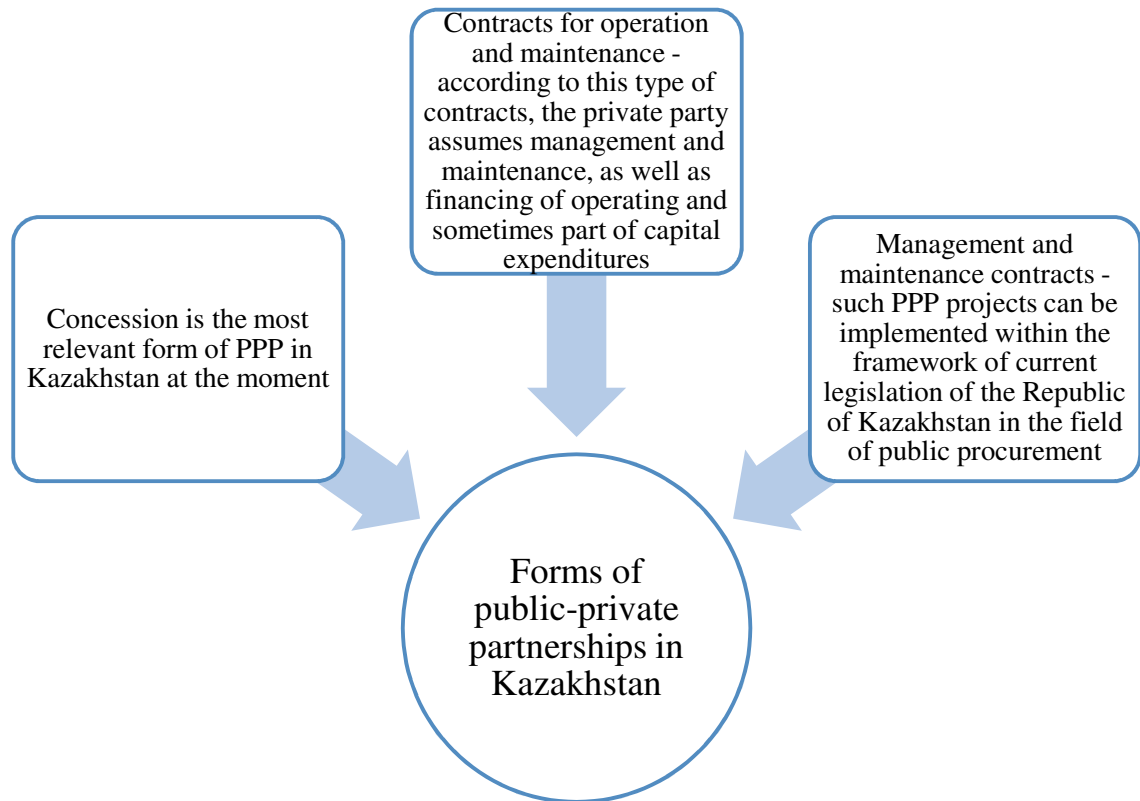 Contracts for operation
and maintenance -
according to this type of
contracts, the private party
assumes management and
maintenance, as well as
financing of operating and
sometimes part of capital
expenditures
Concession is the most
relevant form of PPP in
Kazakhstan at the moment
Management and
maintenance contracts -
such PPP projects can be
implemented within the
framework of current
legislation of the Republic
of Kazakhstan in the field
of public procurement
Forms of
public-private
partnerships in
Kazakhstan